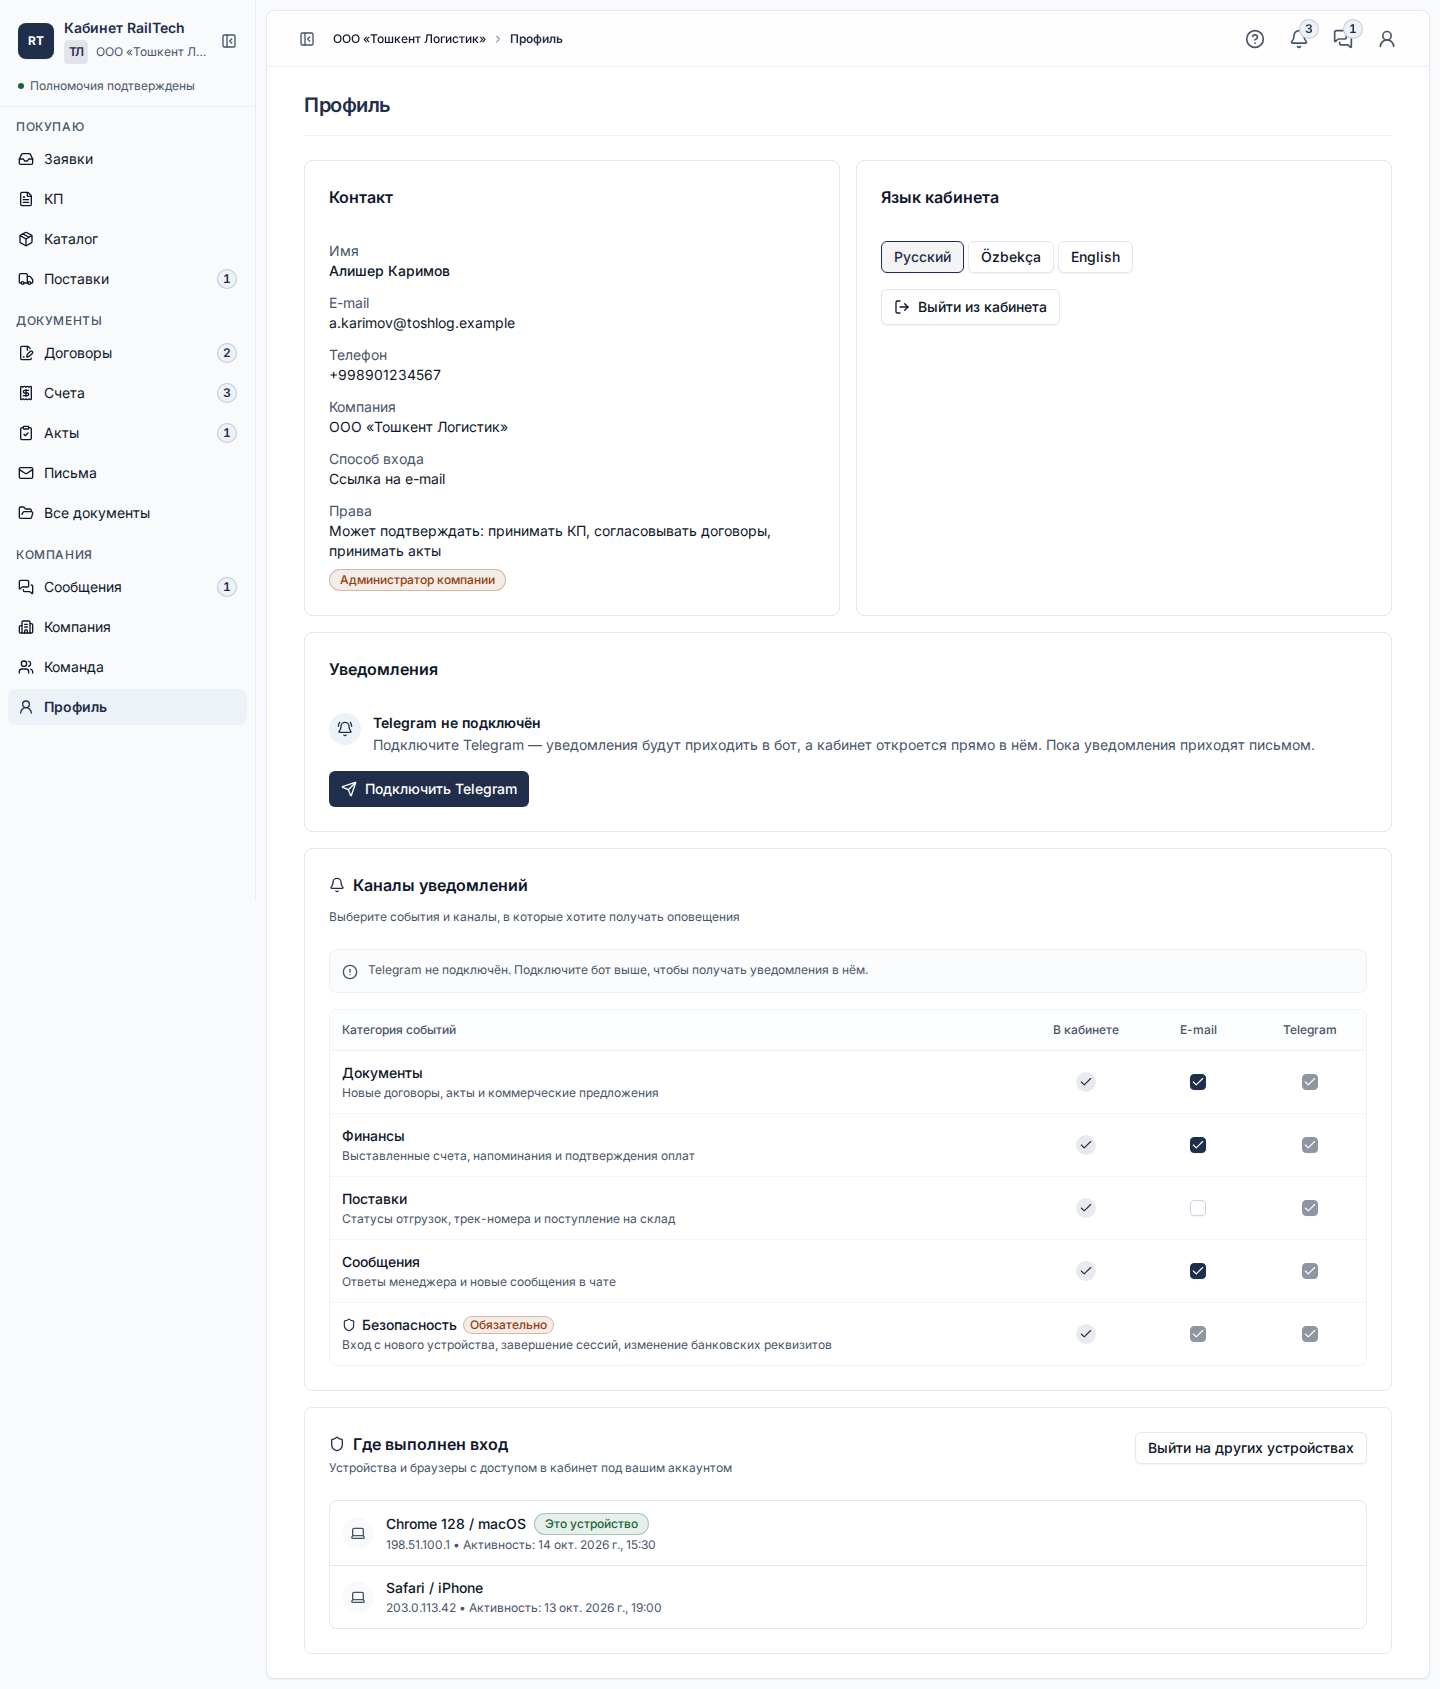 RT
Кабинет RailTech
ТЛ ООО «Тошкент Л...
Полномочия подтверждены
ПОКУПАЮ
Заявки
КП
Каталог
Поставки 1
ДОКУМЕНТЫ
Договоры 2
Счета 3
Акты 1
Письма
Все документы
КОМПАНИЯ
Сообщения 1
Компания
Команда
Профиль
ООО «Тошкент Логистик» > Профиль
3
1
Профиль
Контакт
Имя
Алишер Каримов
E-mail
a.karimov@toshlog.example
Телефон
+998901234567
Компания
ООО «Тошкент Логистик»
Способ входа
Ссылка на e-mail
Права
Может подтверждать: принимать КП, согласовывать договоры,
принимать акты
Администратор компании
Язык кабинета
Русский Özbekça English
Выйти из кабинета
Уведомления
Telegram не подключён
Подключите Telegram — уведомления будут приходить в бот, а кабинет откроется прямо в нём. Пока уведомления приходят письмом.
Подключить Telegram
Каналы уведомлений
Выберите события и каналы, в которые хотите получать оповещения
Telegram не подключён. Подключите бот выше, чтобы получать уведомления в нём.
Категория событий В кабинете E-mail Telegram
Документы
Новые договоры, акты и коммерческие предложения
Финансы
Выставленные счета, напоминания и подтверждения оплат
Поставки
Статусы отгрузок, трек-номера и поступление на склад
Сообщения
Ответы менеджера и новые сообщения в чате
Безопасность Обязательно
Вход с нового устройства, завершение сессий, изменение банковских реквизитов
Где выполнен вход
Устройства и браузеры с доступом в кабинет под вашим аккаунтом
Выйти на других устройствах
Chrome 128 / macOS Это устройство
198.51.100.1 • Активность: 14 окт. 2026 г., 15:30
Safari / iPhone
203.0.113.42 • Активность: 13 окт. 2026 г., 19:00